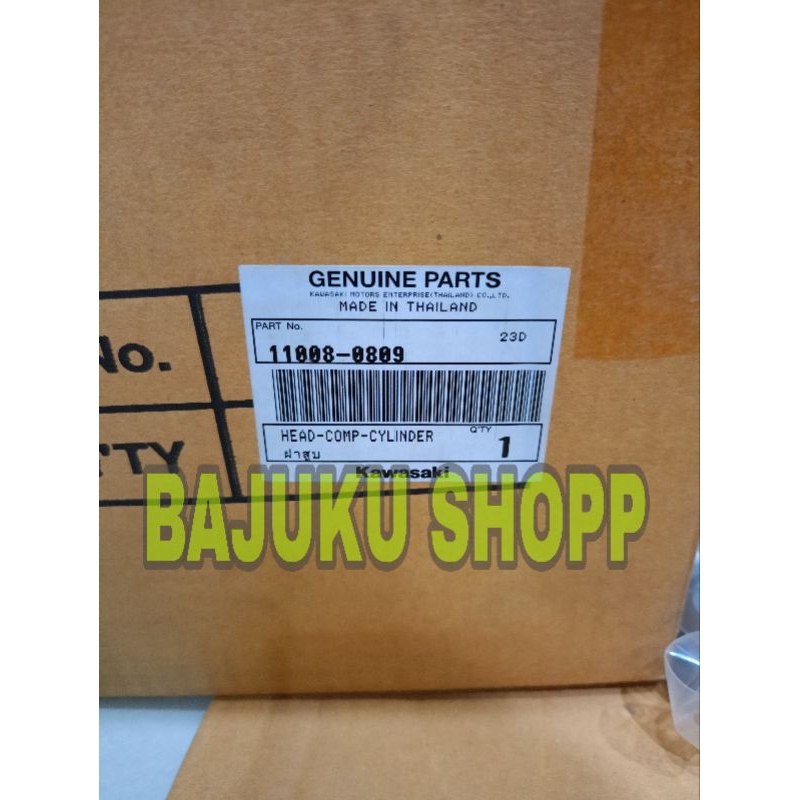 GENUINE PARTS
KAWASAKI MOTORS ENTERPRISE(THAILAND) CO.,LTD.
MADE IN THAILAND
PART No.
23D
11008-0809
HEAD-COMP-CYLINDER
Q'TY
1
ฝาสูบ
Kawasaki
No.
Q'TY
BAJUKU SHOPP